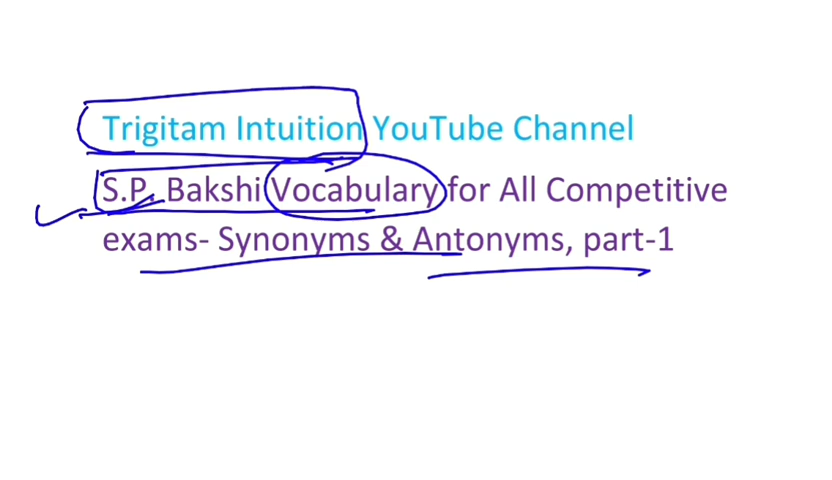 Trigitam Intuition YouTube Channel
S.P. Bakshi Vocabulary for All Competitive
exams- Synonyms & Antonyms, part-1